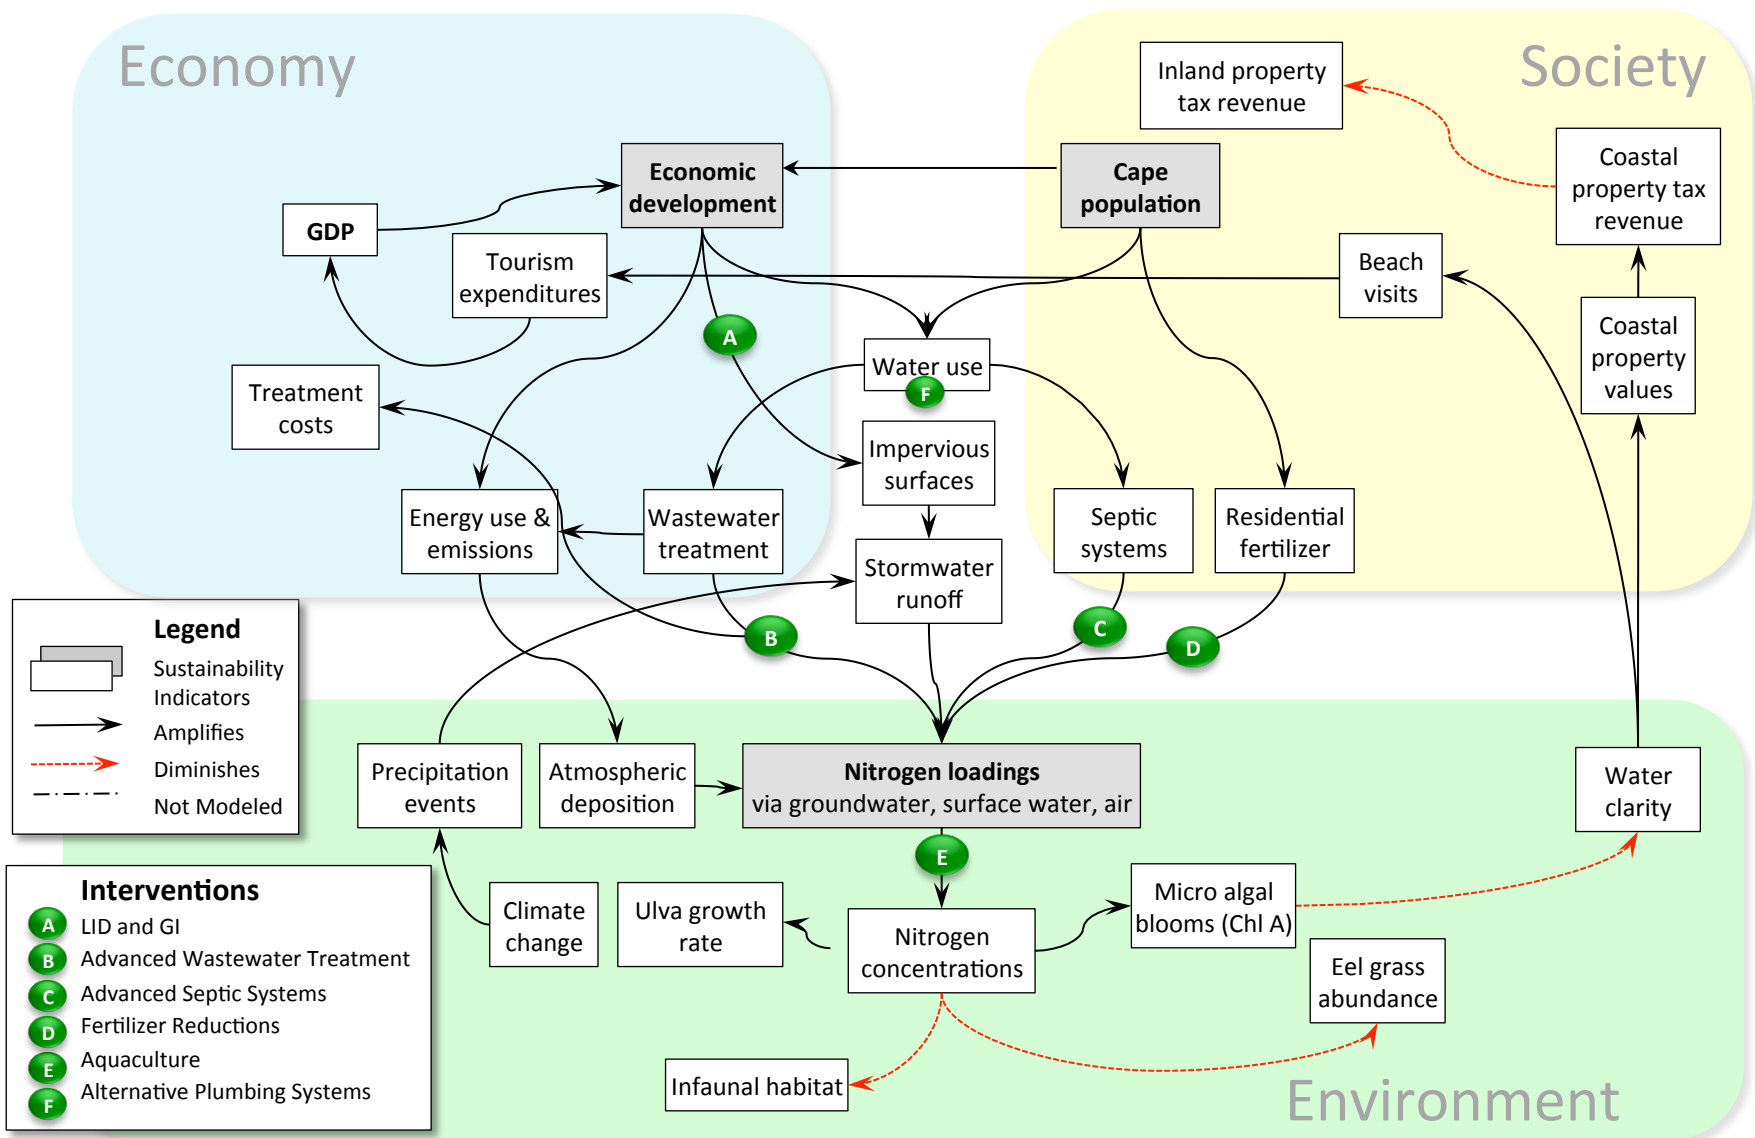 Economy
Society
Inland property
tax revenue
Coastal
property tax
revenue
Economic
development
Cape
population
GDP
Tourism
expenditures
Beach
visits
Coastal
property
values
A
Water use
F
Treatment
costs
Impervious
surfaces
Energy use &
emissions
Wastewater
treatment
Septic
systems
Residential
fertilizer
Stormwater
runoff
B
C
D
Legend
Sustainability
Indicators
Amplifies
Diminishes
Not Modeled
Precipitation
events
Atmospheric
deposition
Nitrogen loadings
via groundwater, surface water, air
Water
clarity
E
Interventions
A LID and GI
B Advanced Wastewater Treatment
C Advanced Septic Systems
D Fertilizer Reductions
E Aquaculture
F Alternative Plumbing Systems
Climate
change
Ulva growth
rate
Nitrogen
concentrations
Micro algal
blooms (Chl A)
Eel grass
abundance
Infaunal habitat
Environment